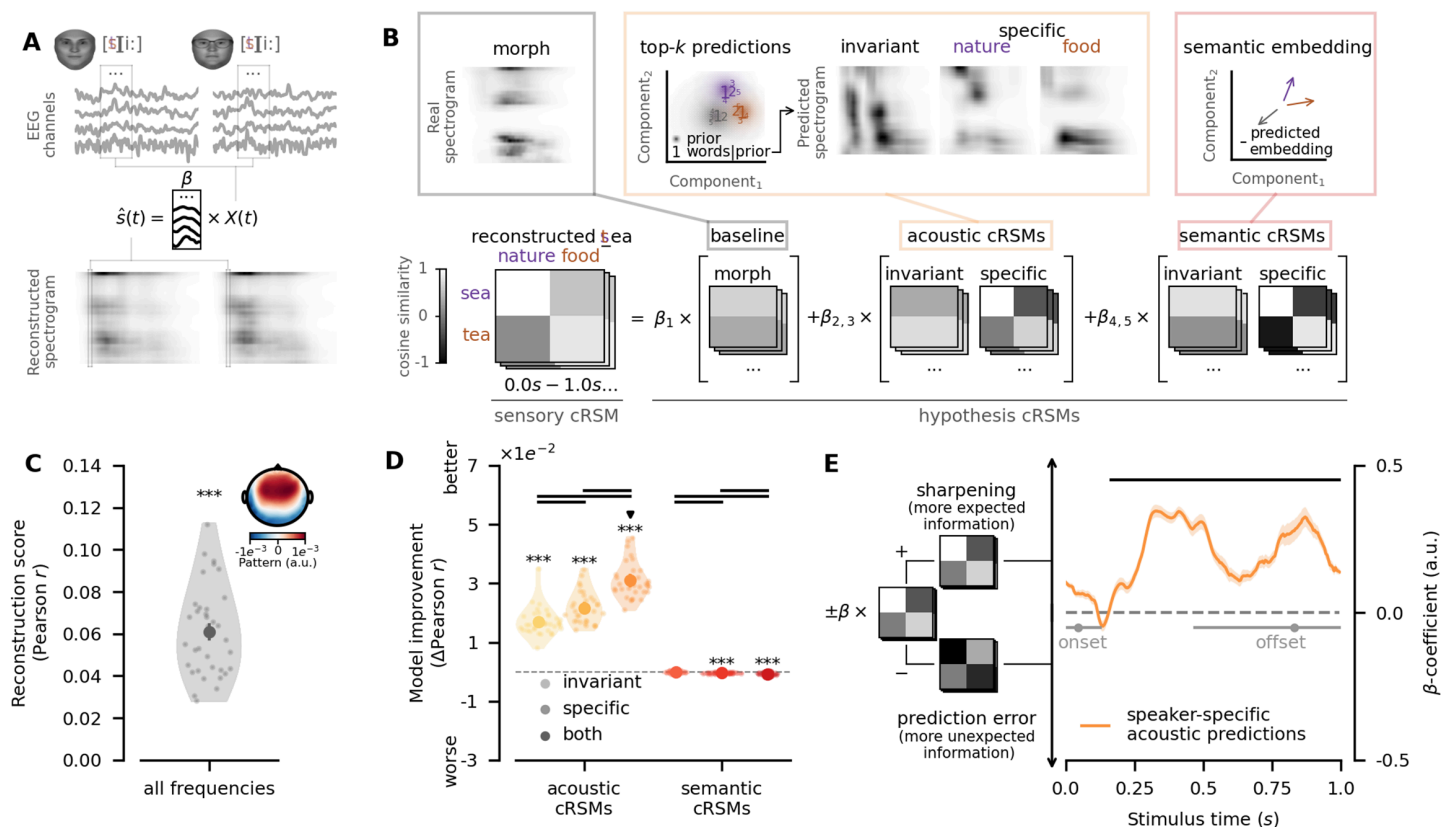 A
[s/t][i:]
[s/t][i:]
...
...
EEG
channels
β
...
ŝ(t) = × X(t)
Reconstructed
spectrogram
B
morph
Real
spectrogram
top-k predictions
Component₂
prior
1 words|prior
Component₁
specific
invariant
nature
food
Predicted
spectrogram
semantic embedding
Component₂
predicted
embedding
Component₁
baseline
acoustic cRSMs
semantic cRSMs
cosine similarity
1
0
-1
reconstructed s/tea
nature food
sea
tea
0.0s − 1.0s...
sensory cRSM
= β₁ ×
morph
...
+β₂,₃ ×
invariant
specific
...
...
+β₄,₅ ×
invariant
specific
...
...
hypothesis cRSMs
C
Reconstruction score
(Pearson r)
0.14
0.12
0.10
0.08
0.06
0.04
0.02
0.00
***
-1e⁻³ 0 1e⁻³
Pattern (a.u.)
all frequencies
D
×1e⁻²
better
Model improvement
(ΔPearson r)
worse
7
5
3
1
-1
-3
***
***
***
***
***
invariant
specific
both
acoustic
cRSMs
semantic
cRSMs
E
sharpening
(more expected
information)
+
±β ×
−
prediction error
(more unexpected
information)
onset
offset
speaker-specific
acoustic predictions
0.0
0.25
0.5
0.75
1.0
Stimulus time (s)
0.5
0.0
-0.5
β-coefficient (a.u.)